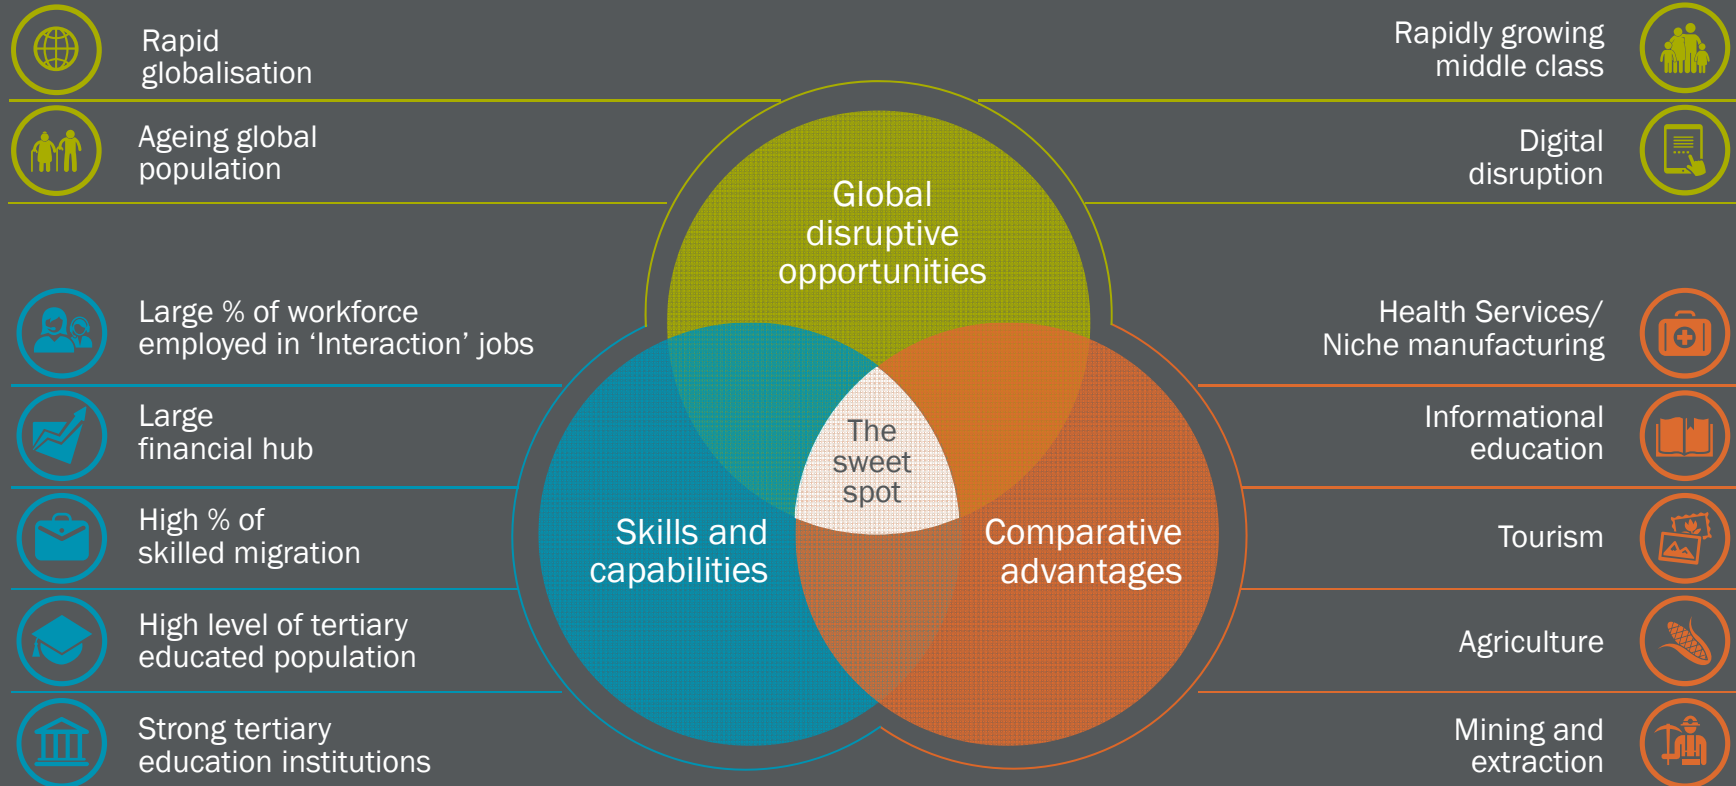 Rapid
globalisation
Ageing global
population
Rapidly growing
middle class
Digital
disruption
Global
disruptive
opportunities
Large % of workforce
employed in ‘Interaction’ jobs
Large
financial hub
High % of
skilled migration
High level of tertiary
educated population
Strong tertiary
education institutions
The
sweet
spot
Skills and
capabilities
Comparative
advantages
Health Services/
Niche manufacturing
Informational
education
Tourism
Agriculture
Mining and
extraction